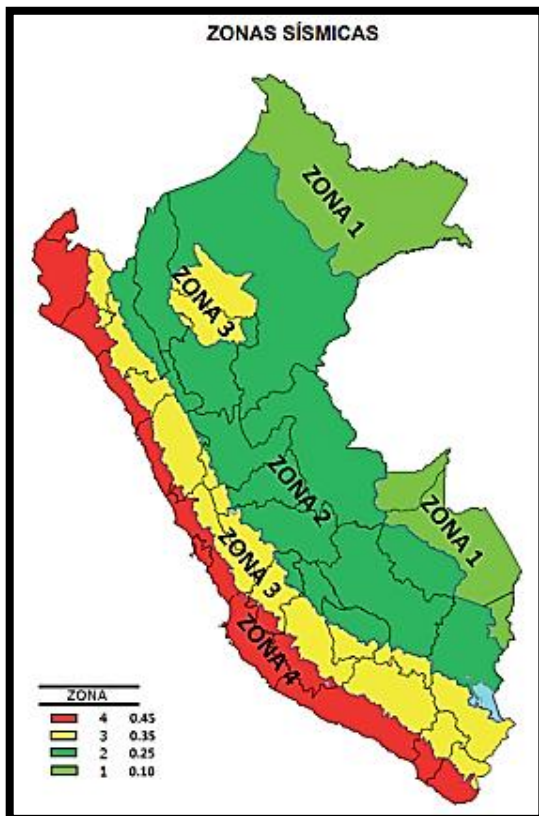 ZONAS SÍSMICAS
ZONA 1
ZONA 3
ZONA 2
ZONA 1
ZONA 3
ZONA 4
ZONA
4 0.45
3 0.35
2 0.25
1 0.10